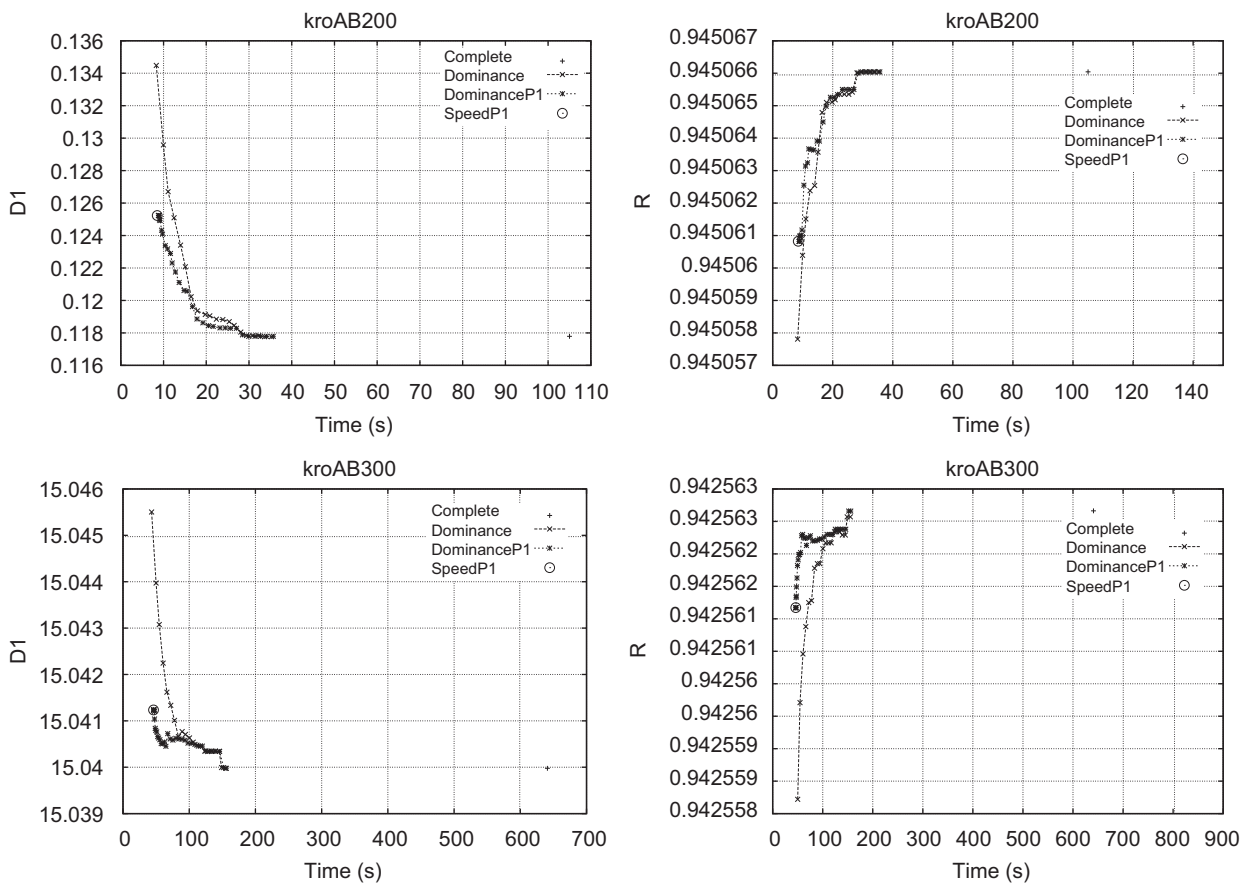 kroAB200
0.136
0.134
0.132
0.13
0.128
0.126
0.124
0.122
0.12
0.118
0.116
D1
Complete
Dominance
DominanceP1
SpeedP1
0 10 20 30 40 50 60 70 80 90 100 110
Time (s)
kroAB200
0.945067
0.945066
0.945065
0.945064
0.945063
0.945062
0.945061
0.94506
0.945059
0.945058
0.945057
R
Complete
Dominance
DominanceP1
SpeedP1
0 20 40 60 80 100 120 140
Time (s)
kroAB300
15.046
15.045
15.044
15.043
15.042
15.041
15.04
15.039
D1
Complete
Dominance
DominanceP1
SpeedP1
0 100 200 300 400 500 600 700
Time (s)
kroAB300
0.942563
0.942563
0.942562
0.942562
0.942561
0.942561
0.94256
0.94256
0.942559
0.942559
0.942558
R
Complete
Dominance
DominanceP1
SpeedP1
0 100 200 300 400 500 600 700 800 900
Time (s)